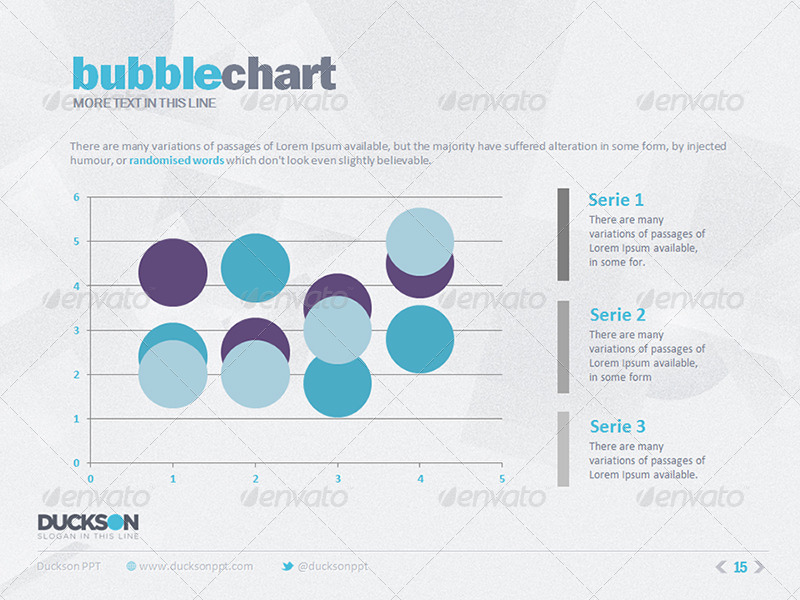 bubblechart
MORE TEXT IN THIS LINE
There are many variations of passages of Lorem Ipsum available, but the majority have suffered alteration in some form, by injected
humour, or randomised words which don't look even slightly believable.
6
5
4
3
2
1
0
0 1 2 3 4 5
Serie 1
There are many
variations of passages of
Lorem Ipsum available,
in some for.
Serie 2
There are many
variations of passages of
Lorem Ipsum available,
in some form
Serie 3
There are many
variations of passages of
Lorem Ipsum available.
DUCKSON
SLOGAN IN THIS LINE
Duckson PPT www.ducksonppt.com @ducksonppt 15
envato envato envato envato
envato envato envato envato
envato envato envato envato